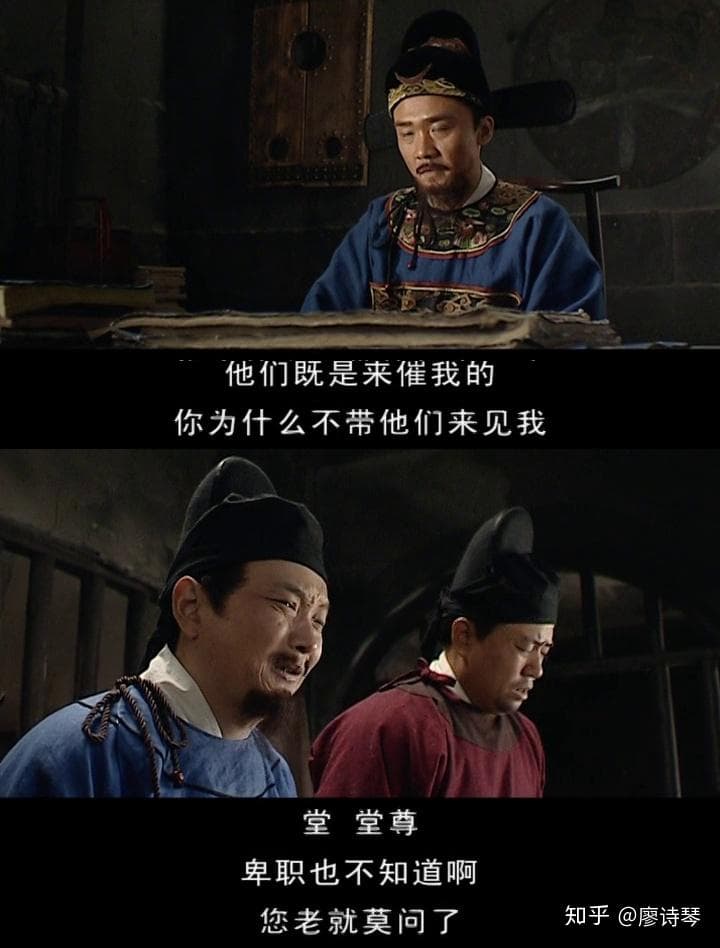 他们既是来催我的
你为什么不带他们来见我
堂 堂尊
卑职也不知道啊
您老就莫问了
知乎 @廖诗琴